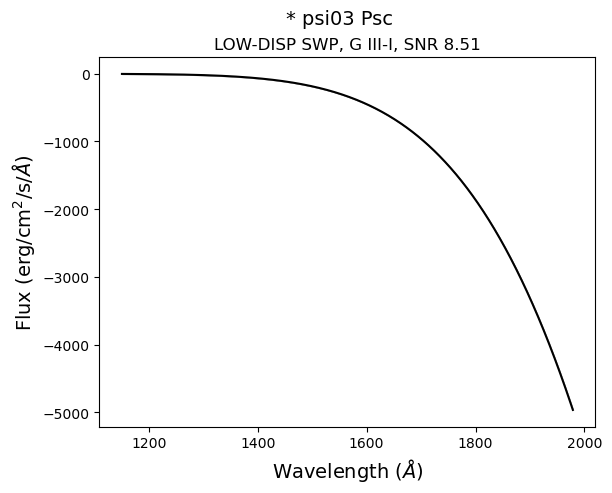 * psi03 Psc
LOW-DISP SWP, G III-I, SNR 8.51
0
−1000
−2000
−3000
−4000
−5000
Flux (erg/cm²/s/Å)
1200 1400 1600 1800 2000
Wavelength (Å)